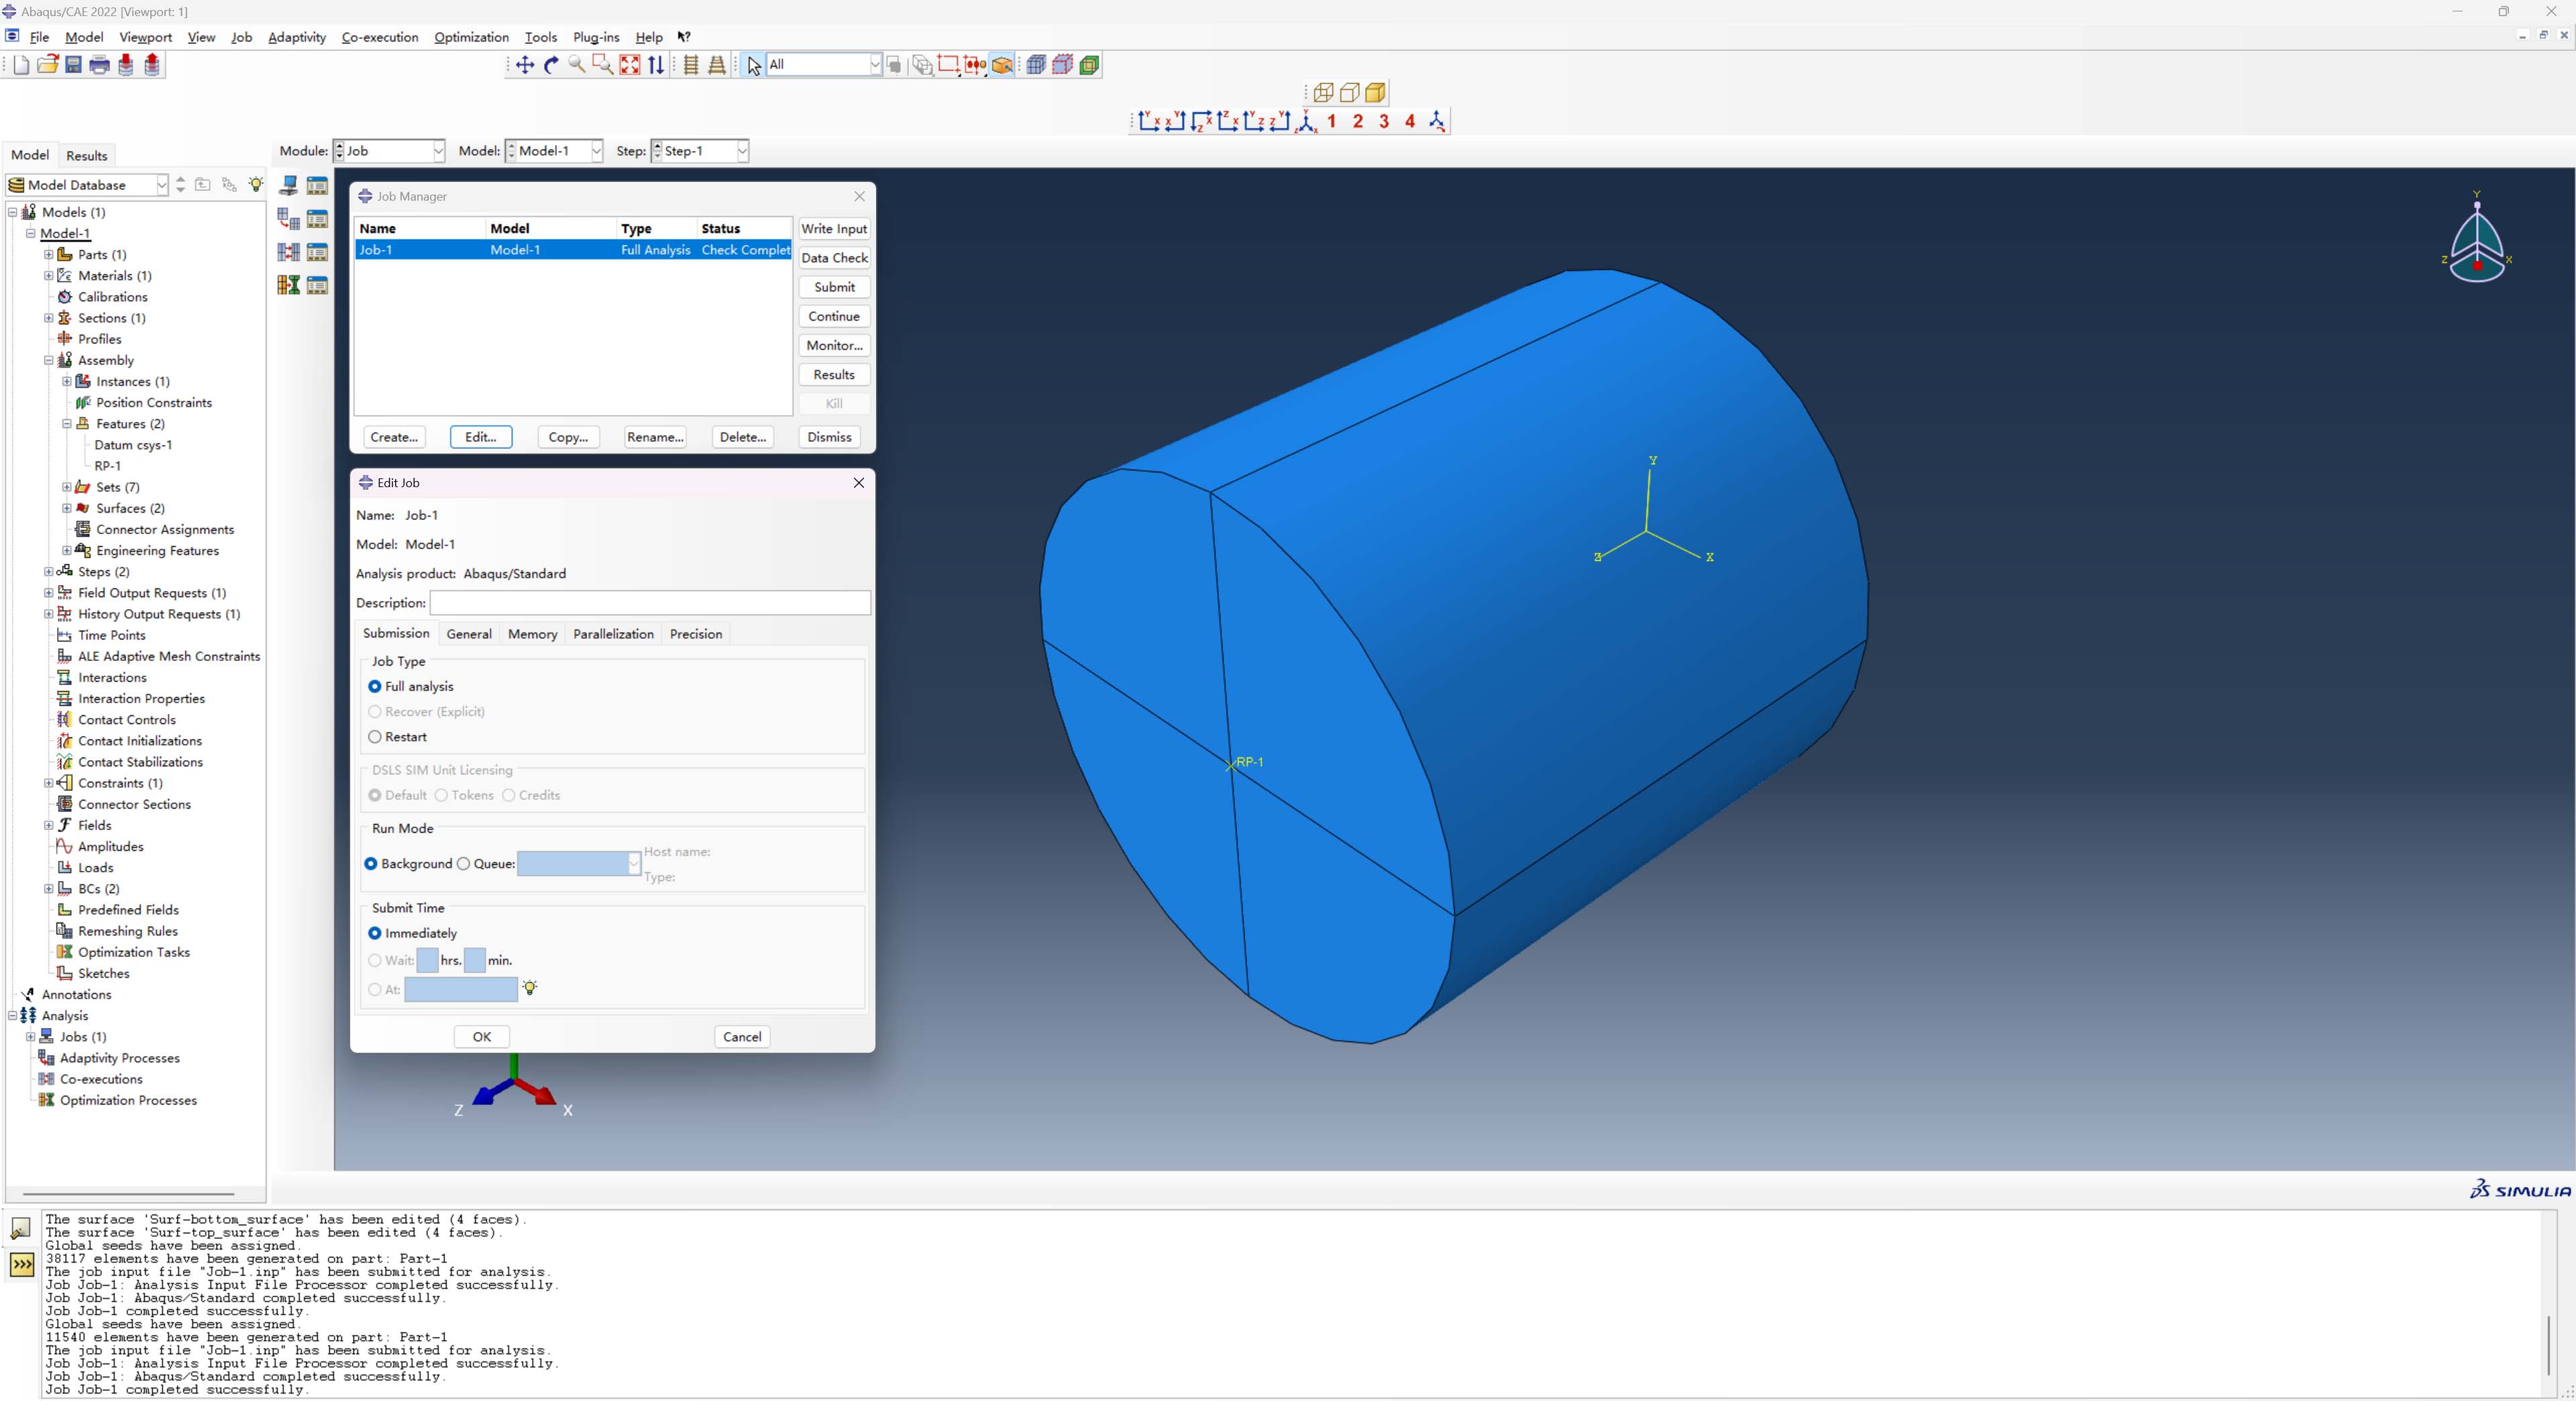 Abaqus/CAE 2022 [Viewport: 1]
File Model Viewport View Job Adaptivity Co-execution Optimization Tools Plug-ins Help
All
1 2 3 4
Model Results
Module: Job Model: Model-1 Step: Step-1
Model Database
Models (1)
Model-1
Parts (1)
Materials (1)
Calibrations
Sections (1)
Profiles
Assembly
Instances (1)
Position Constraints
Features (2)
Datum csys-1
RP-1
Sets (7)
Surfaces (2)
Connector Assignments
Engineering Features
Steps (2)
Field Output Requests (1)
History Output Requests (1)
Time Points
ALE Adaptive Mesh Constraints
Interactions
Interaction Properties
Contact Controls
Contact Initializations
Contact Stabilizations
Constraints (1)
Connector Sections
Fields
Amplitudes
Loads
BCs (2)
Predefined Fields
Remeshing Rules
Optimization Tasks
Sketches
Annotations
Analysis
Jobs (1)
Adaptivity Processes
Co-executions
Optimization Processes
Job Manager
Name Model Type Status
Job-1 Model-1 Full Analysis Check Complet
Write Input
Data Check
Submit
Continue
Monitor...
Results
Kill
Create... Edit... Copy... Rename... Delete... Dismiss
Edit Job
Name: Job-1
Model: Model-1
Analysis product: Abaqus/Standard
Description:
Submission General Memory Parallelization Precision
Job Type
Full analysis
Recover (Explicit)
Restart
DSLS SIM Unit Licensing
Default Tokens Credits
Run Mode
Background Queue: Host name:
Type:
Submit Time
Immediately
Wait: hrs. min.
At:
OK Cancel
Z X
Y
Z X
RP-1
Y
Z X
SIMULIA
The surface 'Surf-bottom_surface' has been edited (4 faces).
The surface 'Surf-top_surface' has been edited (4 faces).
Global seeds have been assigned.
38117 elements have been generated on part: Part-1
The job input file "Job-1.inp" has been submitted for analysis.
Job Job-1: Analysis Input File Processor completed successfully.
Job Job-1: Abaqus/Standard completed successfully.
Job Job-1 completed successfully.
Global seeds have been assigned.
11540 elements have been generated on part: Part-1
The job input file "Job-1.inp" has been submitted for analysis.
Job Job-1: Analysis Input File Processor completed successfully.
Job Job-1: Abaqus/Standard completed successfully.
Job Job-1 completed successfully.